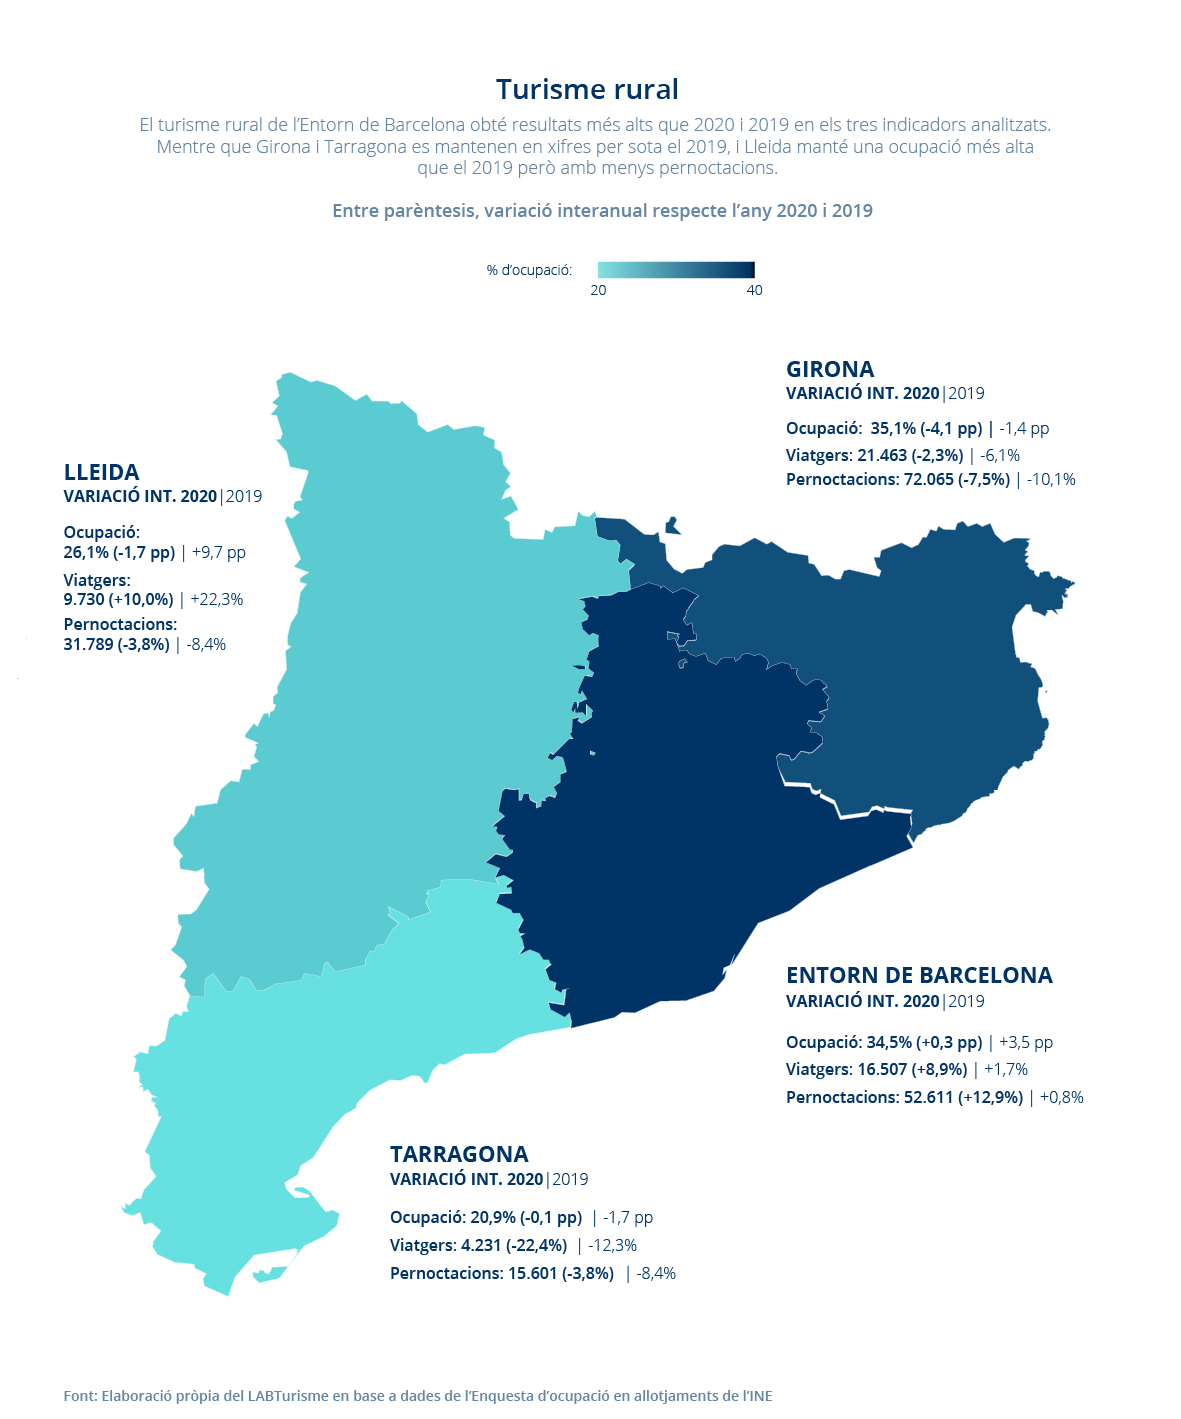 Turisme rural
El turisme rural de l’Entorn de Barcelona obté resultats més alts que 2020 i 2019 en els tres indicadors analitzats.
Mentre que Girona i Tarragona es mantenen en xifres per sota el 2019, i Lleida manté una ocupació més alta
que el 2019 però amb menys pernoctacions.
Entre parèntesis, variació interanual respecte l’any 2020 i 2019
% d’ocupació:
20 40
GIRONA
VARIACIÓ INT. 2020|2019
Ocupació: 35,1% (-4,1 pp) | -1,4 pp
Viatgers: 21.463 (-2,3%) | -6,1%
Pernoctacions: 72.065 (-7,5%) | -10,1%
LLEIDA
VARIACIÓ INT. 2020|2019
Ocupació:
26,1% (-1,7 pp) | +9,7 pp
Viatgers:
9.730 (+10,0%) | +22,3%
Pernoctacions:
31.789 (-3,8%) | -8,4%
ENTORN DE BARCELONA
VARIACIÓ INT. 2020|2019
Ocupació: 34,5% (+0,3 pp) | +3,5 pp
Viatgers: 16.507 (+8,9%) | +1,7%
Pernoctacions: 52.611 (+12,9%) | +0,8%
TARRAGONA
VARIACIÓ INT. 2020|2019
Ocupació: 20,9% (-0,1 pp) | -1,7 pp
Viatgers: 4.231 (-22,4%) | -12,3%
Pernoctacions: 15.601 (-3,8%) | -8,4%
Font: Elaboració pròpia del LABTurisme en base a dades de l’Enquesta d’ocupació en allotjaments de l’INE